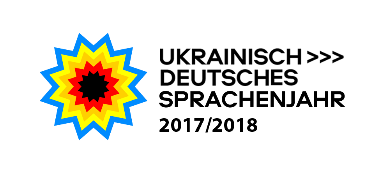 UKRAINISCH >>>
DEUTSCHES
SPRACHENJAHR
2017/2018